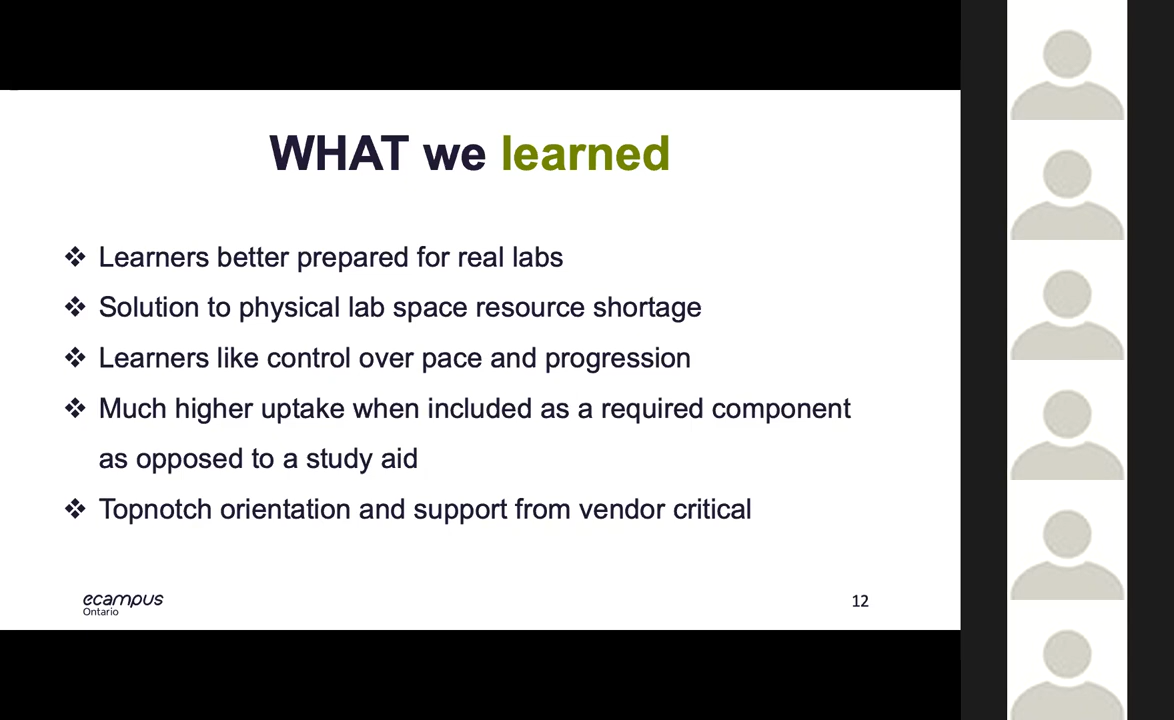 WHAT we learned
❖ Learners better prepared for real labs
❖ Solution to physical lab space resource shortage
❖ Learners like control over pace and progression
❖ Much higher uptake when included as a required component
as opposed to a study aid
❖ Topnotch orientation and support from vendor critical
ecampus
Ontario
12